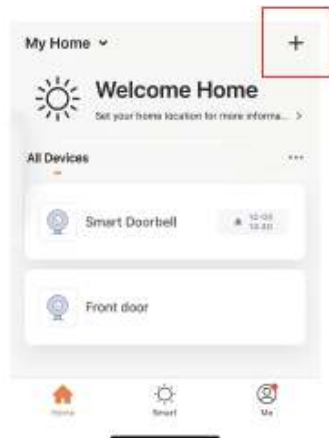 My Home
Welcome Home
Set your home location for more informa...
All Devices
Smart Doorbell
Front door
Home
Smart
Me